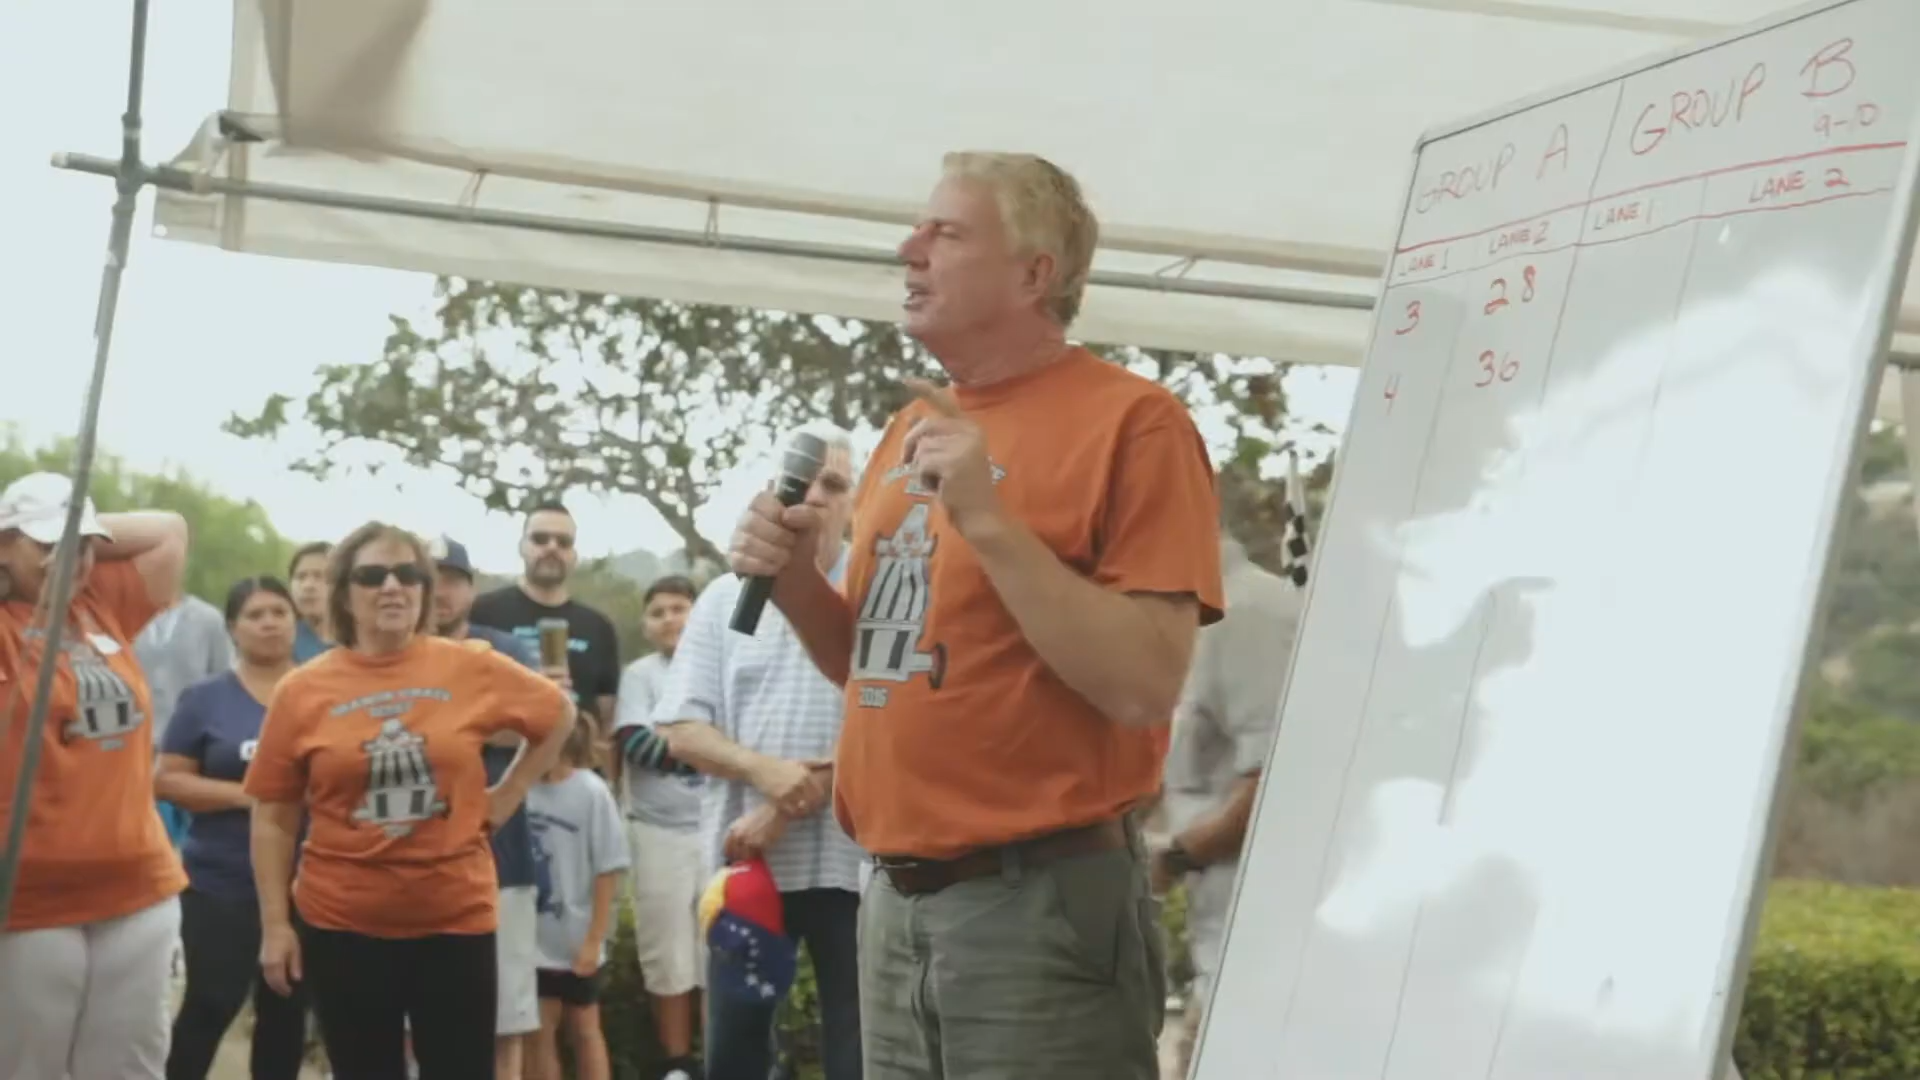 GROUP A
GROUP B
9-10
LANE 1
LANE 2
LANE 1
LANE 2
3
28
4
36
2016